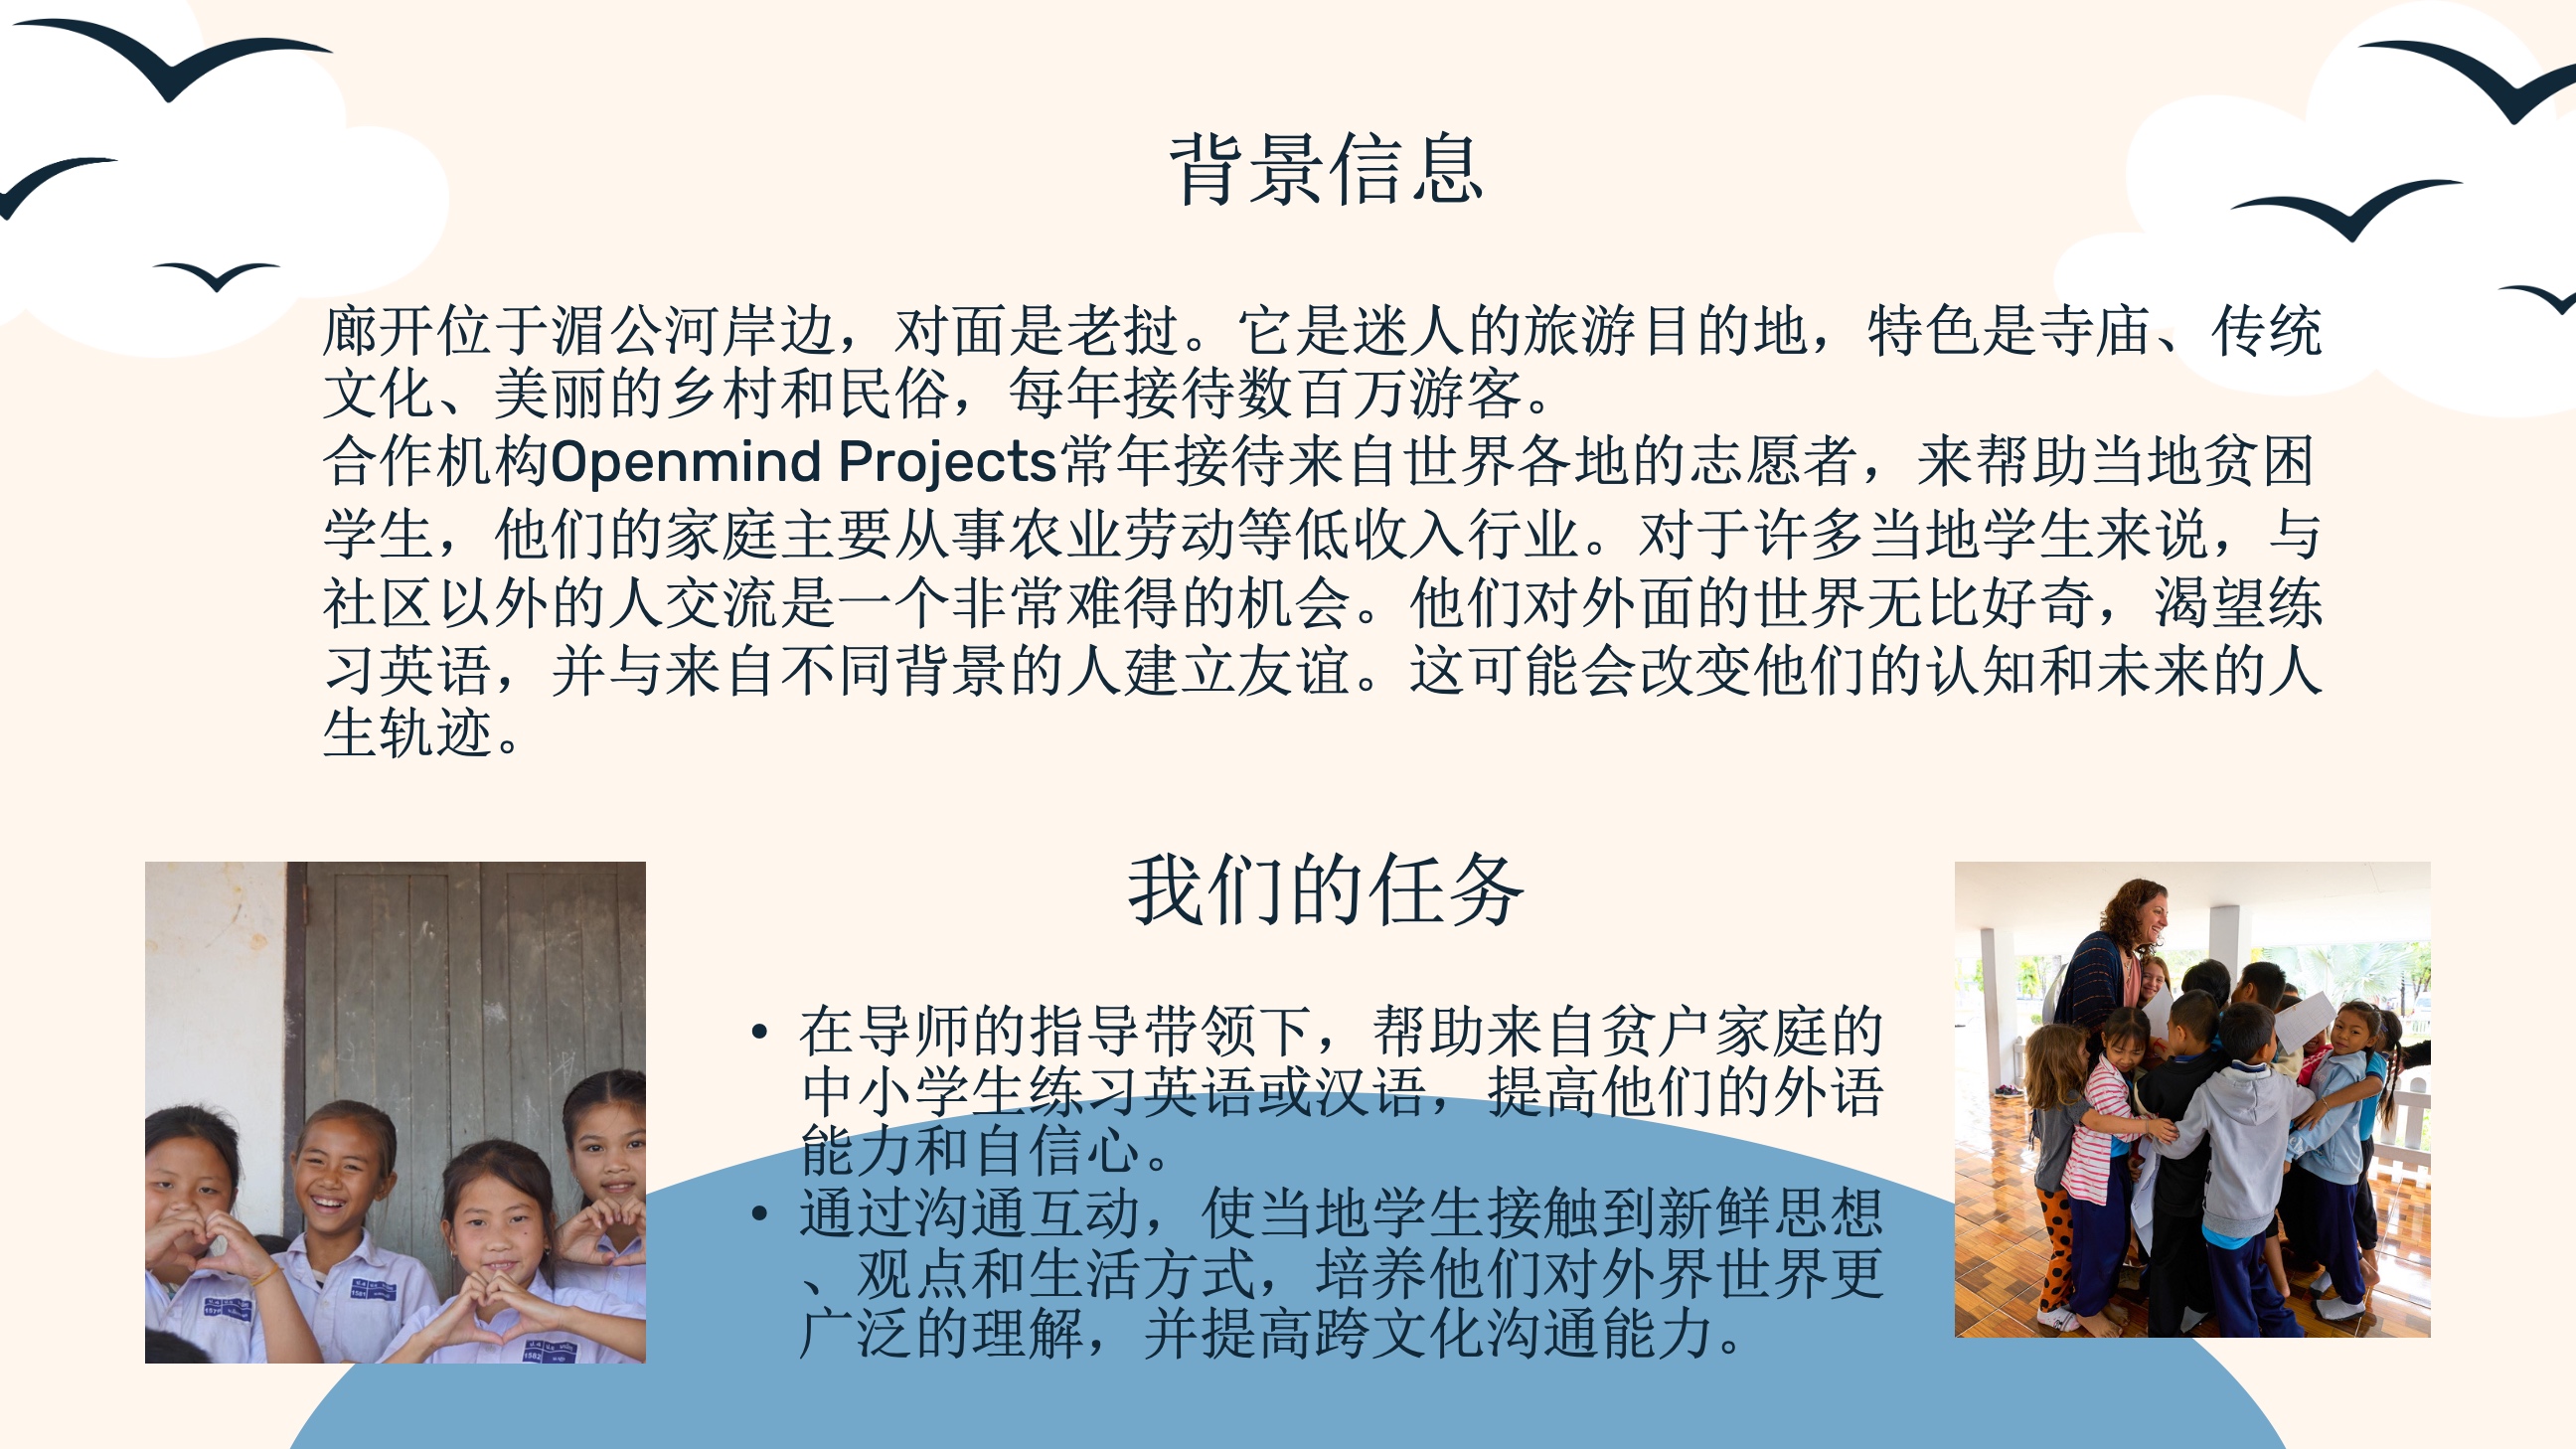 背景信息
廊开位于湄公河岸边，对面是老挝。它是迷人的旅游目的地，特色是寺庙、传统
文化、美丽的乡村和民俗，每年接待数百万游客。
合作机构Openmind Projects常年接待来自世界各地的志愿者，来帮助当地贫困
学生，他们的家庭主要从事农业劳动等低收入行业。对于许多当地学生来说，与
社区以外的人交流是一个非常难得的机会。他们对外面的世界无比好奇，渴望练
习英语，并与来自不同背景的人建立友谊。这可能会改变他们的认知和未来的人
生轨迹。
我们的任务
• 在导师的指导带领下，帮助来自贫户家庭的
中小学生练习英语或汉语，提高他们的外语
能力和自信心。
• 通过沟通互动，使当地学生接触到新鲜思想
、观点和生活方式，培养他们对外界世界更
广泛的理解，并提高跨文化沟通能力。
1581
1582